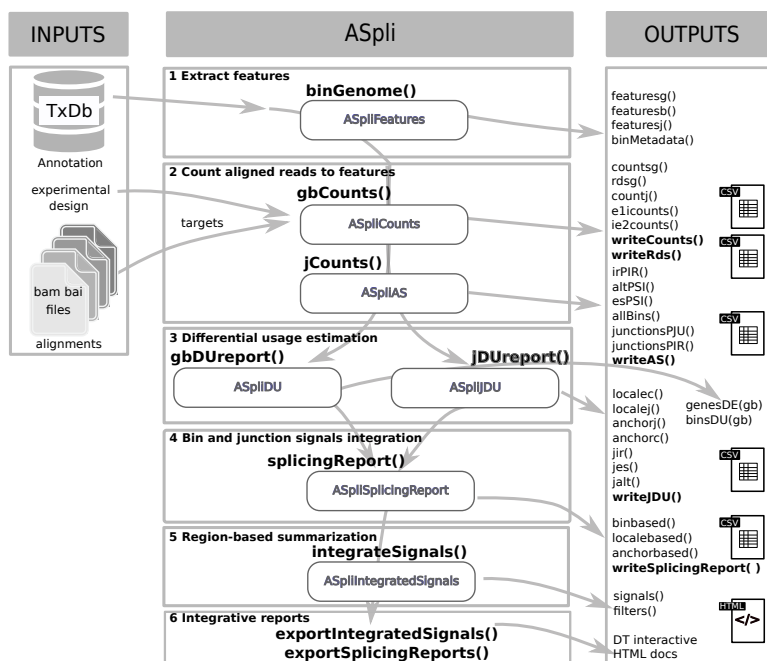 INPUTS
ASpli
OUTPUTS
TxDb
Annotation
experimental
design
targets
bam bai
files
alignments
1 Extract features
binGenome()
ASpliFeatures
2 Count aligned reads to features
gbCounts()
ASpliCounts
jCounts()
ASpliAS
3 Differential usage estimation
gbDUreport()
jDUreport()
ASpliDU
ASpliJDU
4 Bin and junction signals integration
splicingReport()
ASpliSplicingReport
5 Region-based summarization
integrateSignals()
ASpliIntegratedSignals
6 Integrative reports
exportIntegratedSignals()
exportSplicingReports()
featuresg()
featuresb()
featuresj()
binMetadata()
countsg()
rdsg()
countj()
e1icounts()
ie2counts()
writeCounts()
writeRds()
CSV
CSV
irPIR()
altPSI()
esPSI()
allBins()
junctionsPJU()
junctionsPIR()
writeAS()
CSV
genesDE(gb)
binsDU(gb)
localec()
localej()
anchorj()
anchorc()
jir()
jes()
jalt()
writeJDU()
CSV
binbased()
localebased()
anchorbased()
writeSplicingReport( )
CSV
signals()
filters()
HTML
</>
DT interactive
HTML docs